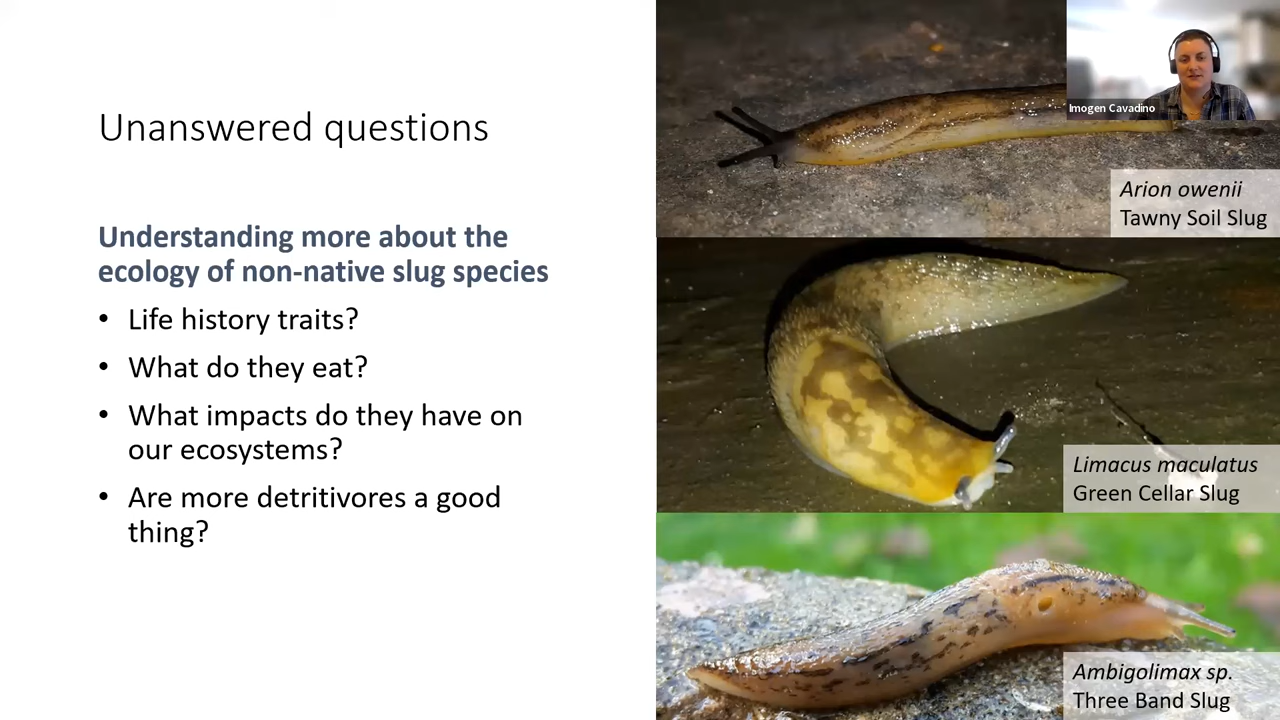 Unanswered questions
Understanding more about the
ecology of non-native slug species
• Life history traits?
• What do they eat?
• What impacts do they have on
our ecosystems?
• Are more detritivores a good
thing?
Imogen Cavadino
Arion owenii
Tawny Soil Slug
Limacus maculatus
Green Cellar Slug
Ambigolimax sp.
Three Band Slug